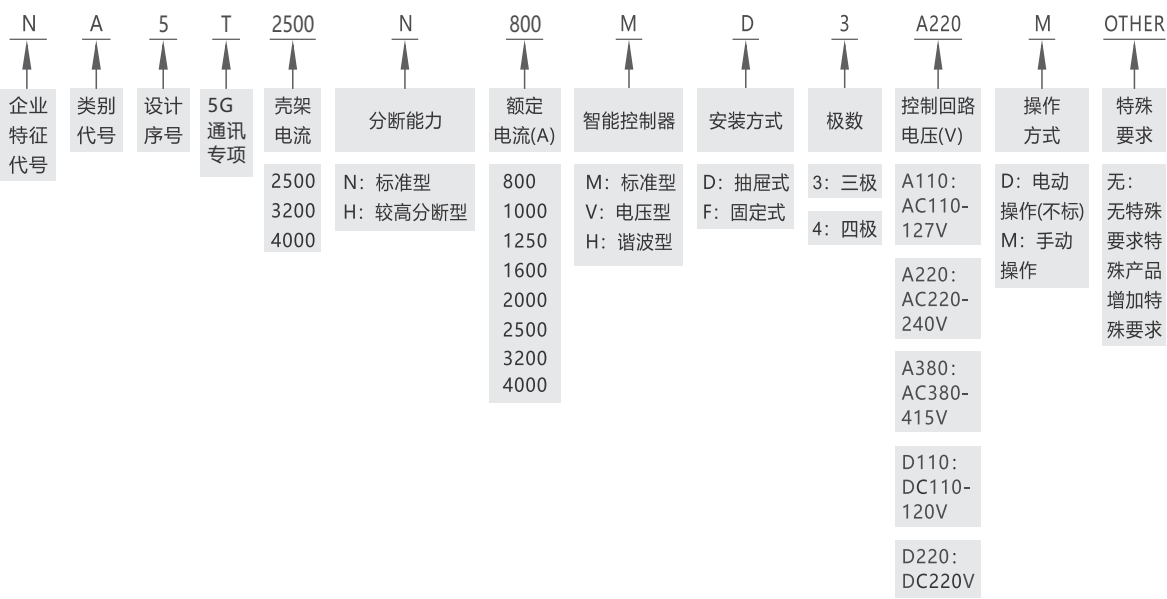 N
A
5
T
2500
N
800
M
D
3
A220
M
OTHER
企业
特征
代号
类别
代号
设计
序号
5G
通讯
专项
壳架
电流
2500
3200
4000
分断能力
N：标准型
H：较高分断型
额定
电流(A)
800
1000
1250
1600
2000
2500
3200
4000
智能控制器
M：标准型
V：电压型
H：谐波型
安装方式
D：抽屉式
F：固定式
极数
3：三极
4：四极
控制回路
电压(V)
A110：
AC110-
127V
A220：
AC220-
240V
A380：
AC380-
415V
D110：
DC110-
120V
D220：
DC220V
操作
方式
D：电动
操作(不标)
M：手动
操作
特殊
要求
无：
无特殊
要求特
殊产品
增加特
殊要求